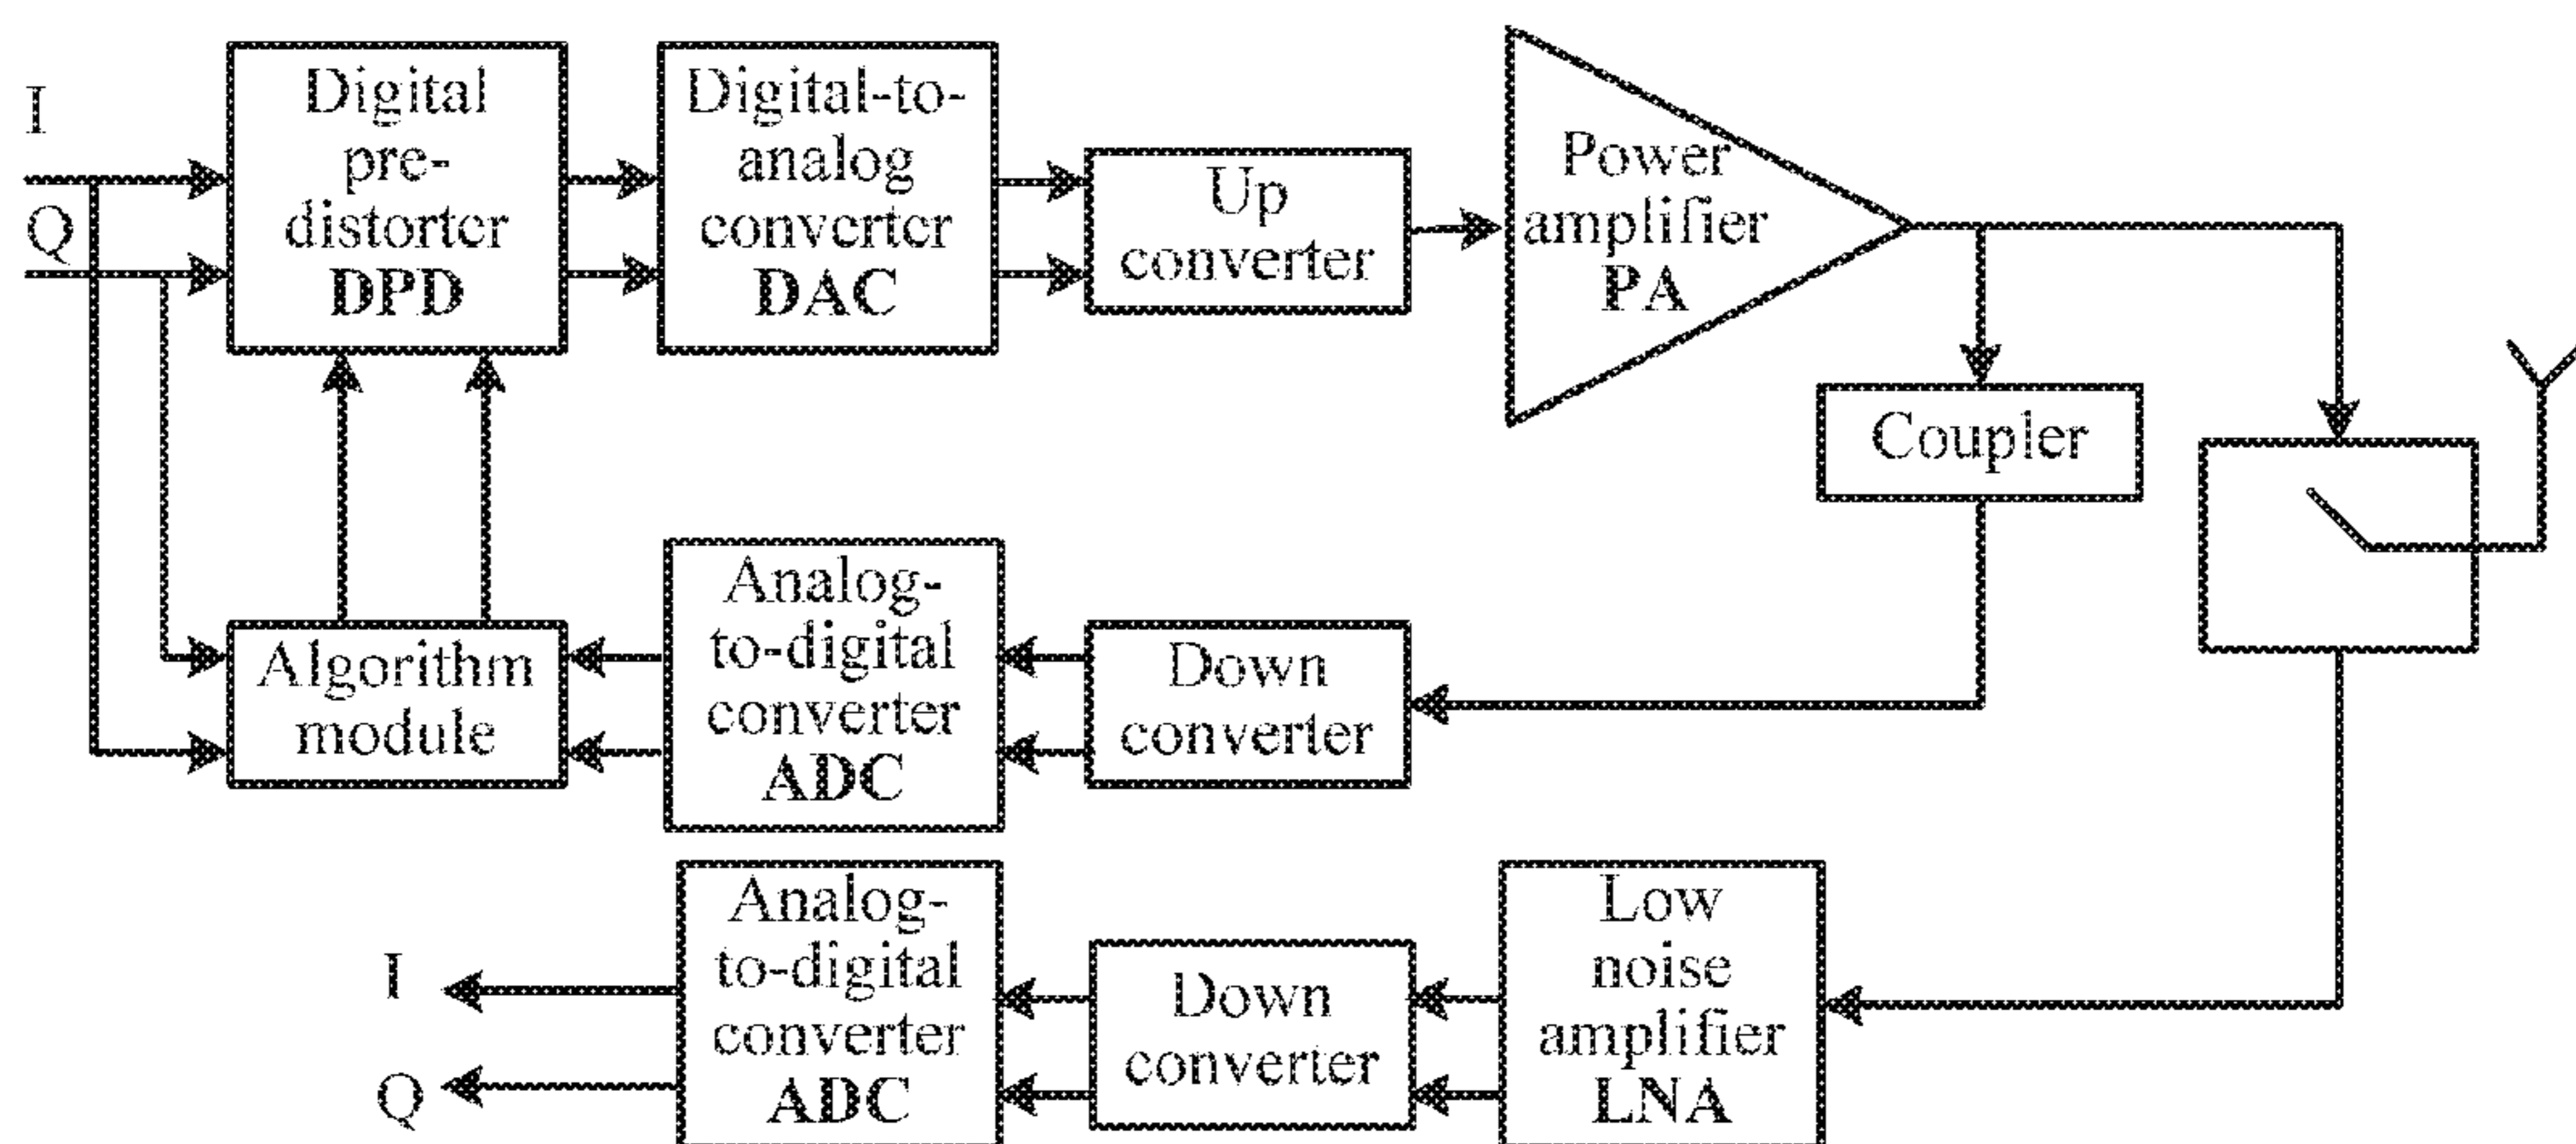 I
Q
Digital
pre-
distorter
DPD
Digital-to-
analog
converter
DAC
Up
converter
Power
amplifier
PA
Coupler
Algorithm
module
Analog-
to-digital
converter
ADC
Down
converter
I
Q
Analog-
to-digital
converter
ADC
Down
converter
Low
noise
amplifier
LNA